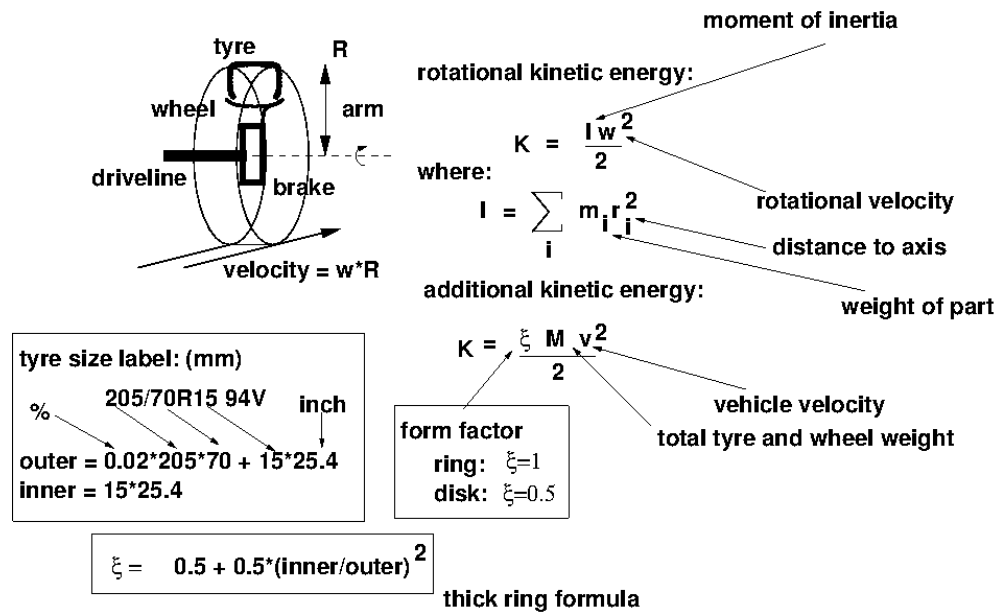 moment of inertia
tyre
R
rotational kinetic energy:
wheel
arm
K = I w² / 2
driveline
brake
where:
rotational velocity
I = ∑ i m i r i ²
distance to axis
velocity = w*R
additional kinetic energy:
weight of part
K = ξ M v² / 2
tyre size label: (mm)
205/70R15 94V
inch
%
vehicle velocity
form factor
total tyre and wheel weight
outer = 0.02*205*70 + 15*25.4
ring: ξ=1
inner = 15*25.4
disk: ξ=0.5
ξ = 0.5 + 0.5*(inner/outer)²
thick ring formula